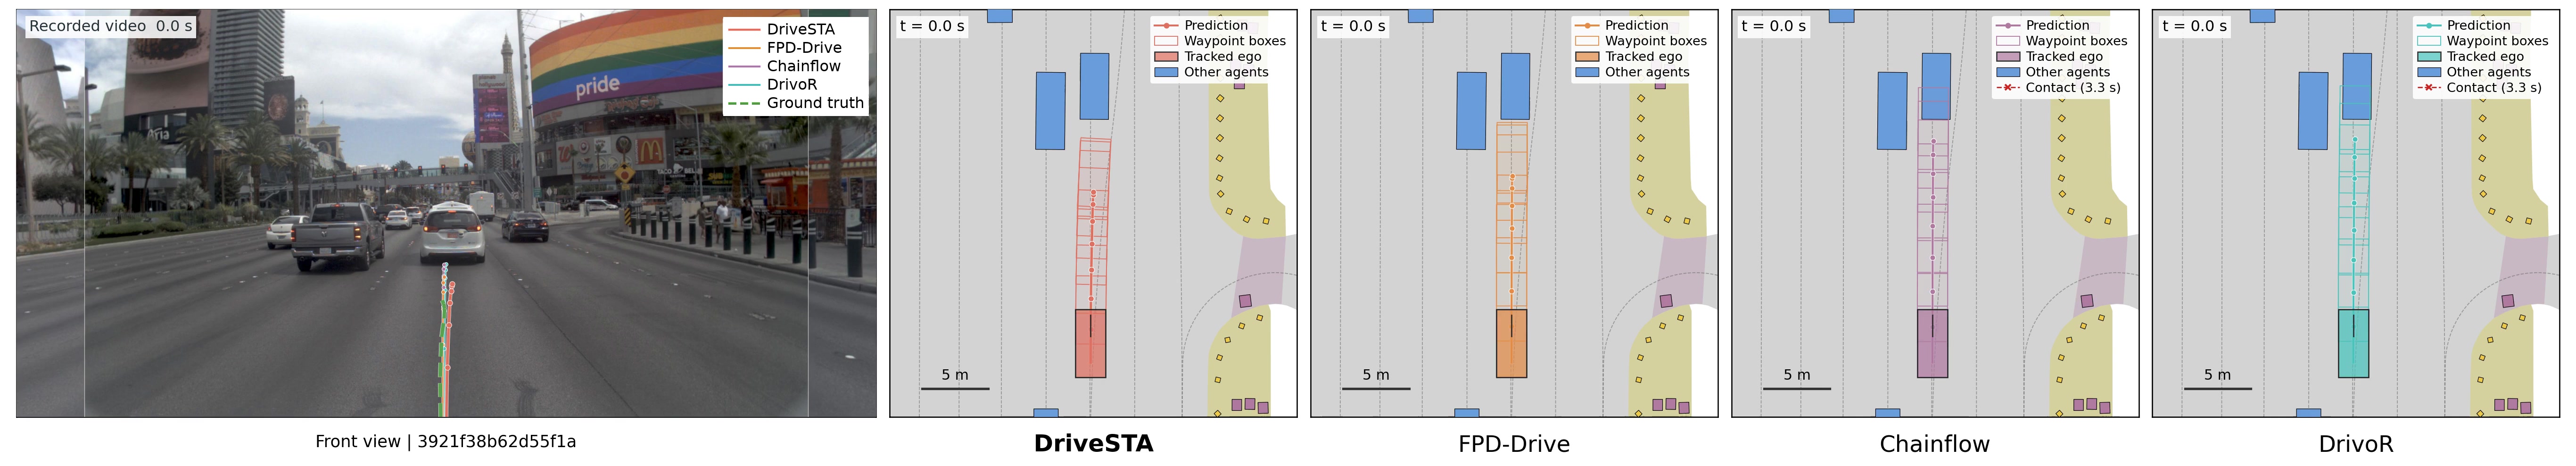 Recorded video 0.0 s
DriveSTA
FPD-Drive
Chainflow
DrivoR
Ground truth
pride
Aria
Front view | 3921f38b62d55f1a
t = 0.0 s
Prediction
Waypoint boxes
Tracked ego
Other agents
5 m
DriveSTA
t = 0.0 s
Prediction
Waypoint boxes
Tracked ego
Other agents
5 m
FPD-Drive
t = 0.0 s
Prediction
Waypoint boxes
Tracked ego
Other agents
Contact (3.3 s)
5 m
Chainflow
t = 0.0 s
Prediction
Waypoint boxes
Tracked ego
Other agents
Contact (3.3 s)
5 m
DrivoR